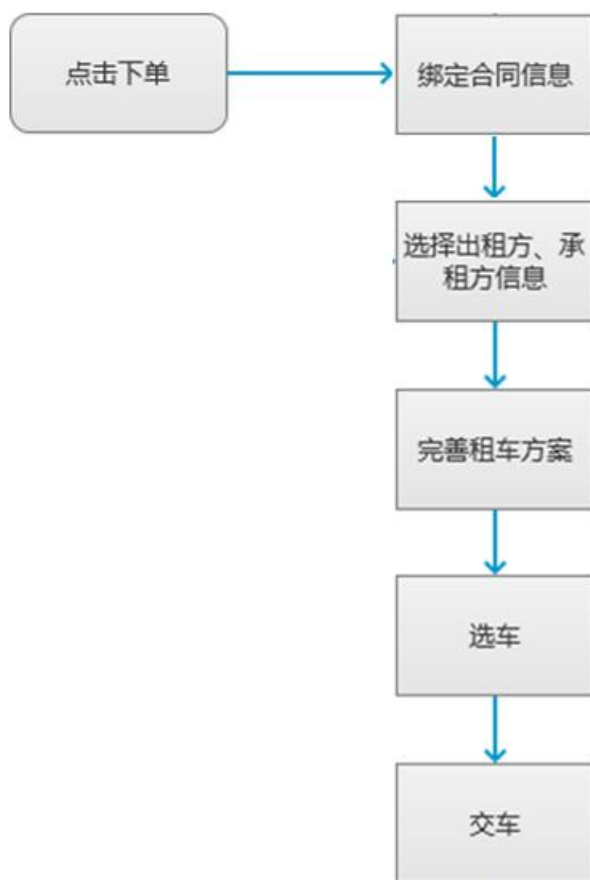 点击下单
绑定合同信息
选择出租方、承
租方信息
完善租车方案
选车
交车